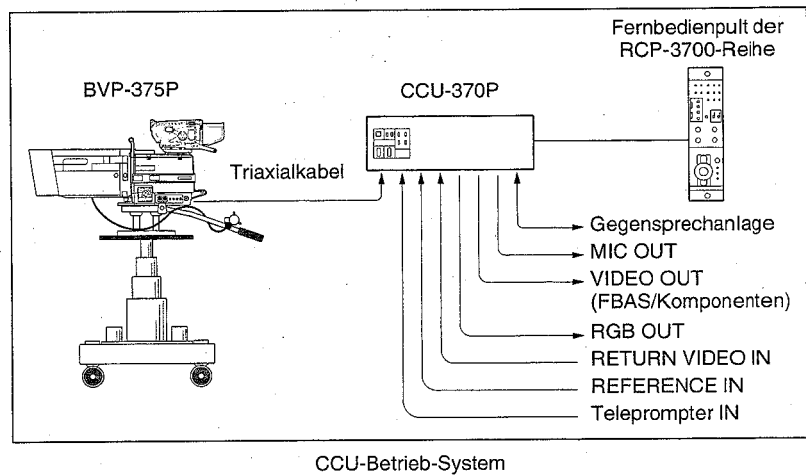 Fernbedienpult der
RCP-3700-Reihe
BVP-375P
CCU-370P
Triaxialkabel
Gegensprechanlage
MIC OUT
VIDEO OUT
(FBAS/Komponenten)
RGB OUT
RETURN VIDEO IN
REFERENCE IN
Teleprompter IN
CCU-Betrieb-System